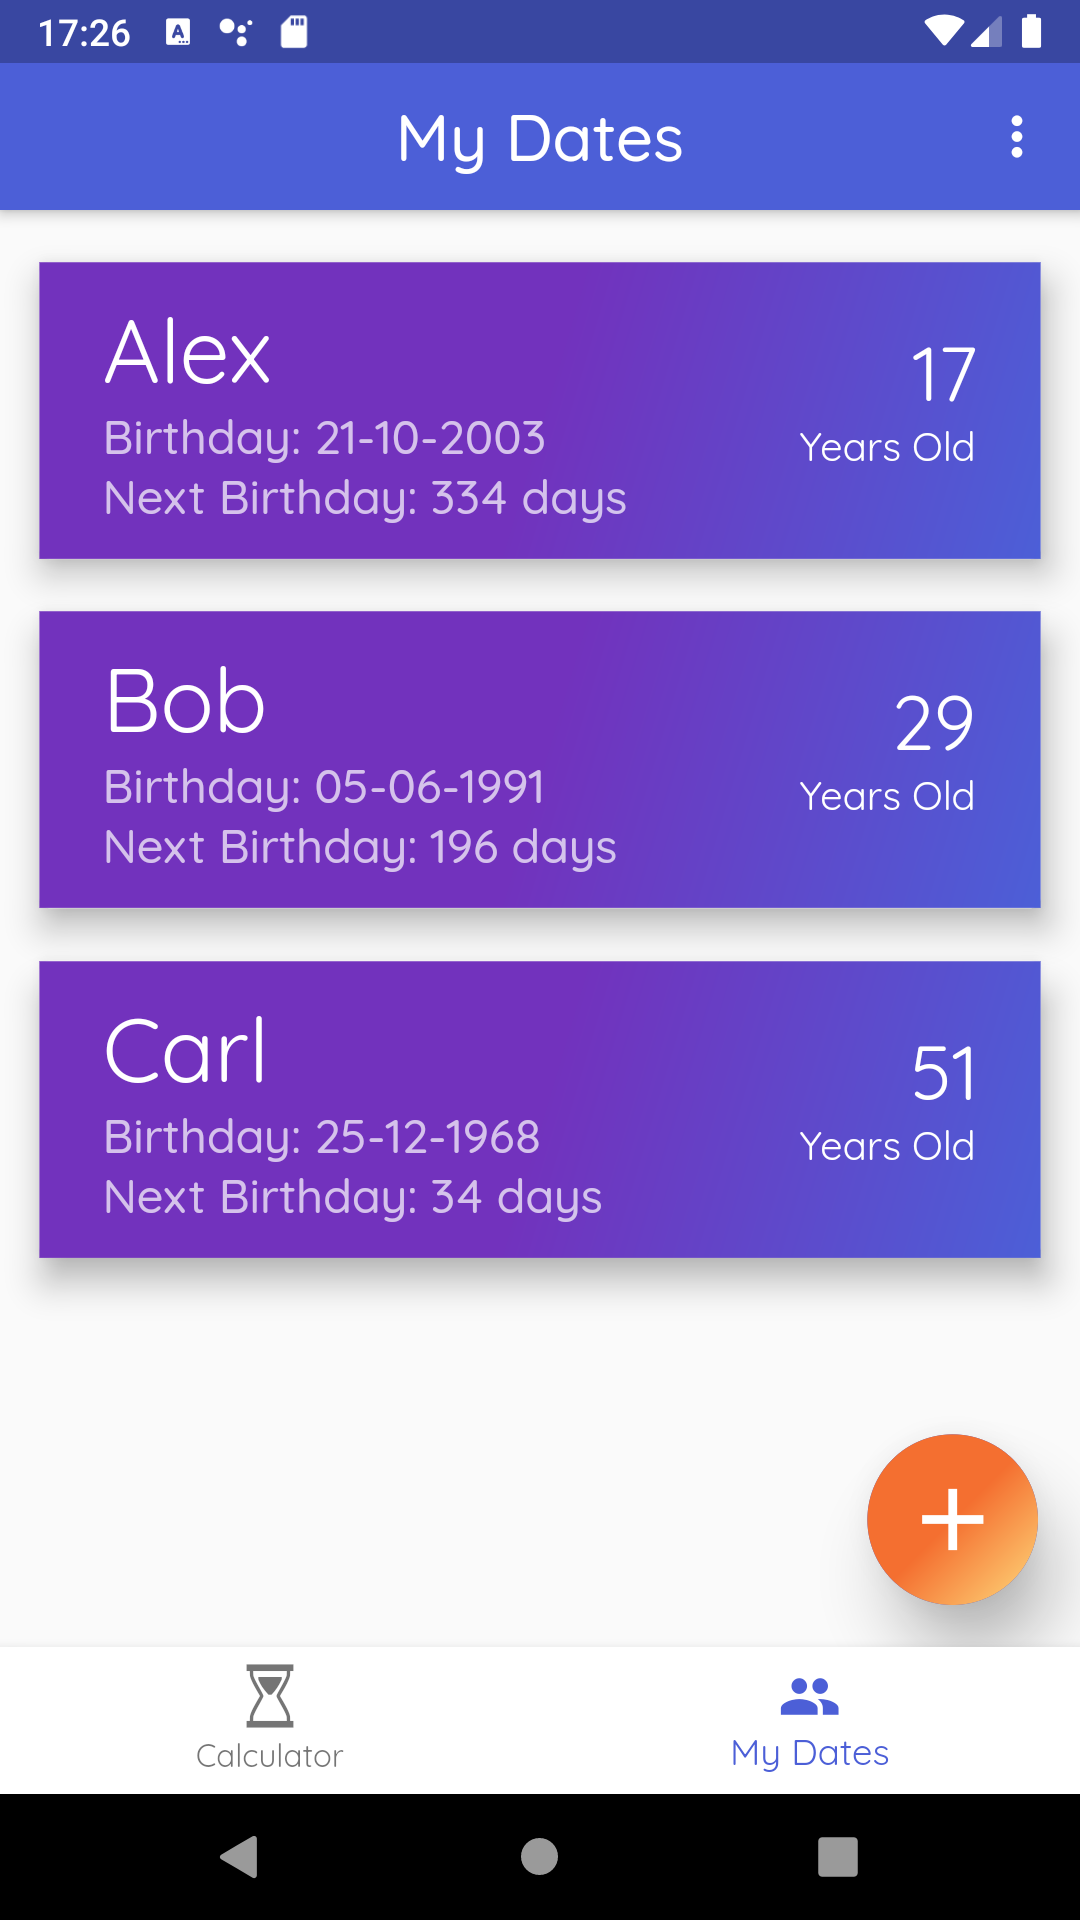 17:26
My Dates
Alex
17
Birthday: 21-10-2003
Years Old
Next Birthday: 334 days
Bob
29
Birthday: 05-06-1991
Years Old
Next Birthday: 196 days
Carl
51
Birthday: 25-12-1968
Years Old
Next Birthday: 34 days
Calculator
My Dates